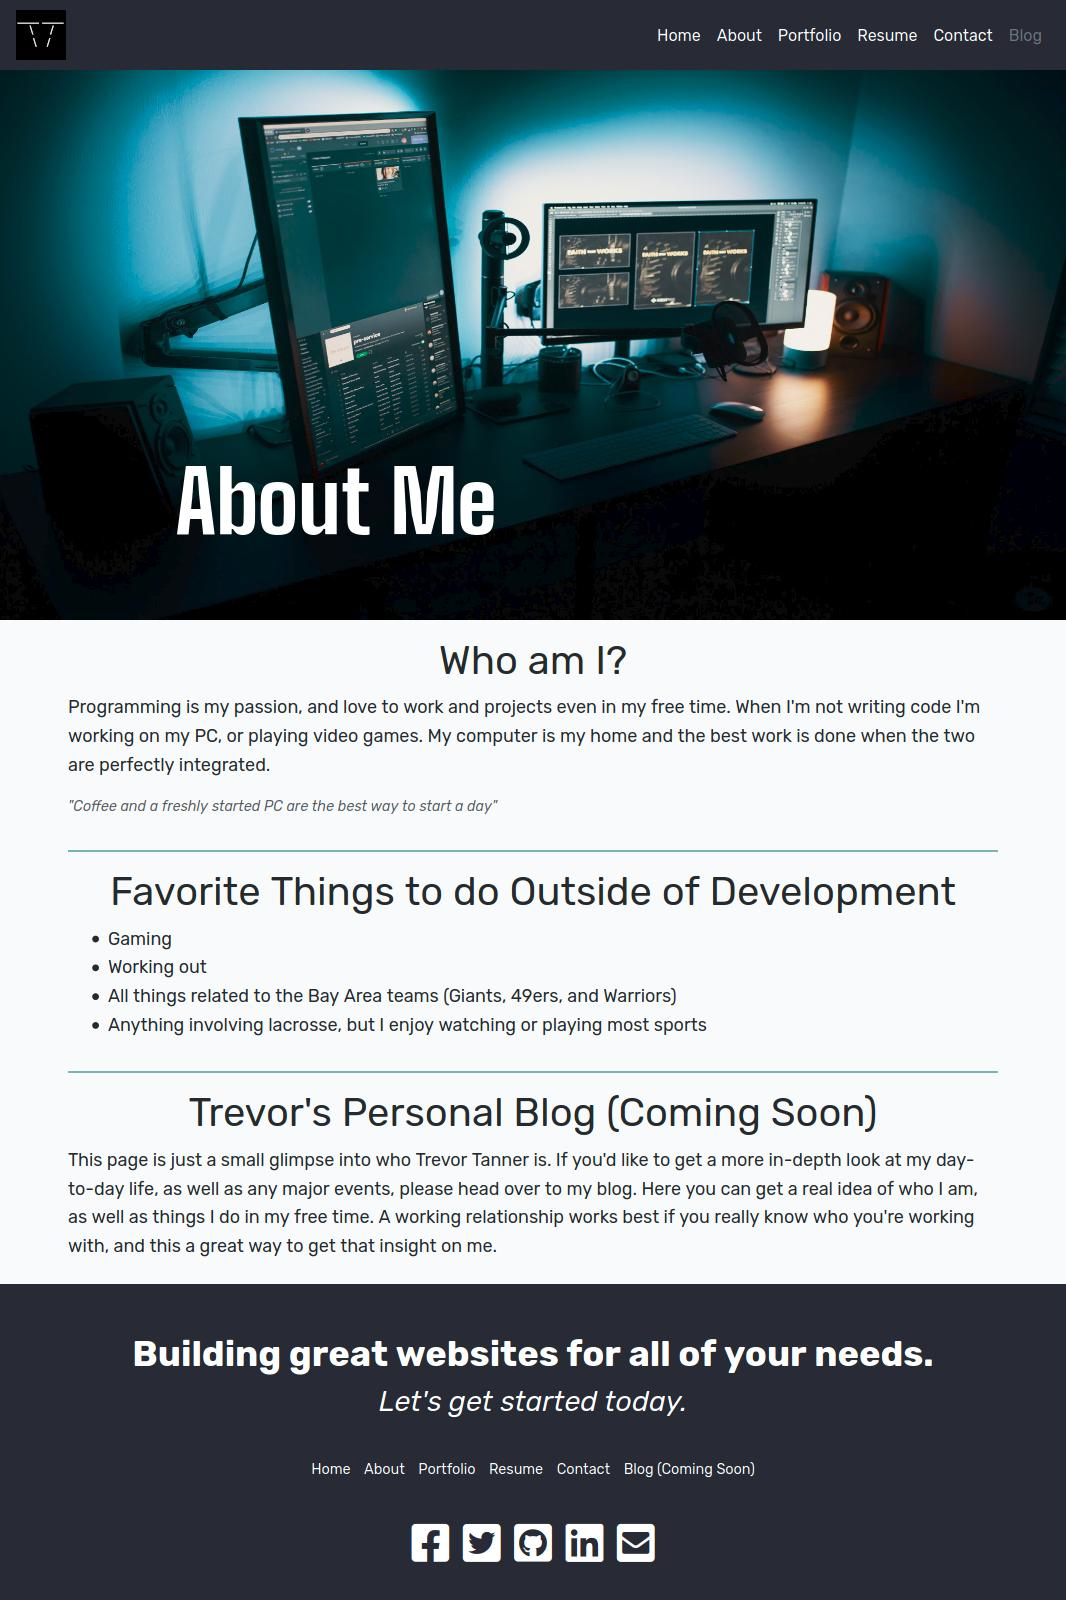 Home About Portfolio Resume Contact Blog
FAITH WORKS
FAITH WORKS
FAITH WORKS
pre-service
About Me
Who am I?
Programming is my passion, and love to work and projects even in my free time. When I'm not writing code I'm
working on my PC, or playing video games. My computer is my home and the best work is done when the two
are perfectly integrated.
"Coffee and a freshly started PC are the best way to start a day"
Favorite Things to do Outside of Development
• Gaming
• Working out
• All things related to the Bay Area teams (Giants, 49ers, and Warriors)
• Anything involving lacrosse, but I enjoy watching or playing most sports
Trevor's Personal Blog (Coming Soon)
This page is just a small glimpse into who Trevor Tanner is. If you'd like to get a more in-depth look at my day-
to-day life, as well as any major events, please head over to my blog. Here you can get a real idea of who I am,
as well as things I do in my free time. A working relationship works best if you really know who you're working
with, and this a great way to get that insight on me.
Building great websites for all of your needs.
Let's get started today.
Home About Portfolio Resume Contact Blog (Coming Soon)